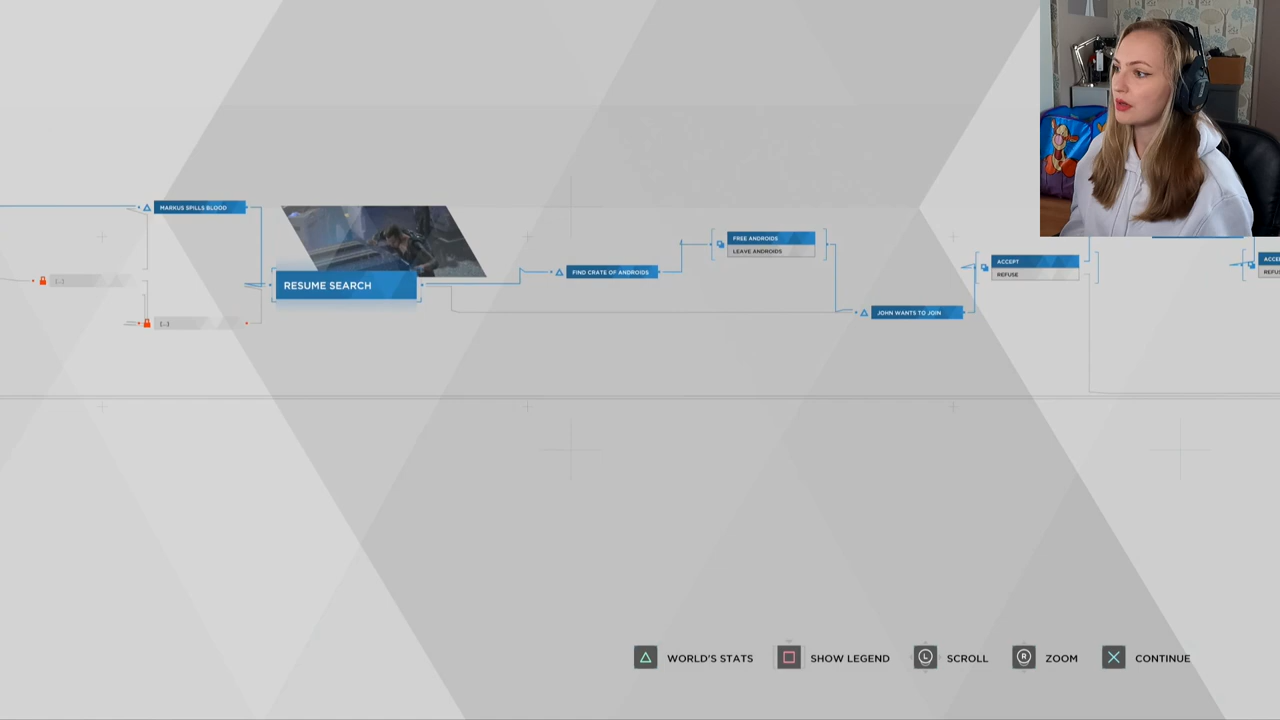 MARKUS SPILLS BLOOD
[...]
[...]
RESUME SEARCH
FIND CRATE OF ANDROIDS
FREE ANDROIDS
LEAVE ANDROIDS
JOHN WANTS TO JOIN
ACCEPT
REFUSE
WORLD'S STATS
SHOW LEGEND
L
SCROLL
R
ZOOM
CONTINUE